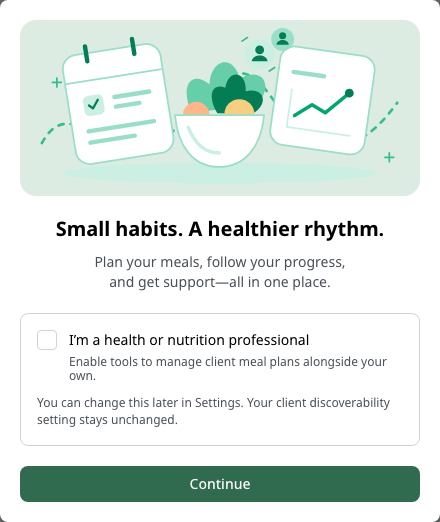 Small habits. A healthier rhythm.
Plan your meals, follow your progress,
and get support—all in one place.
I’m a health or nutrition professional
Enable tools to manage client meal plans alongside your
own.
You can change this later in Settings. Your client discoverability
setting stays unchanged.
Continue